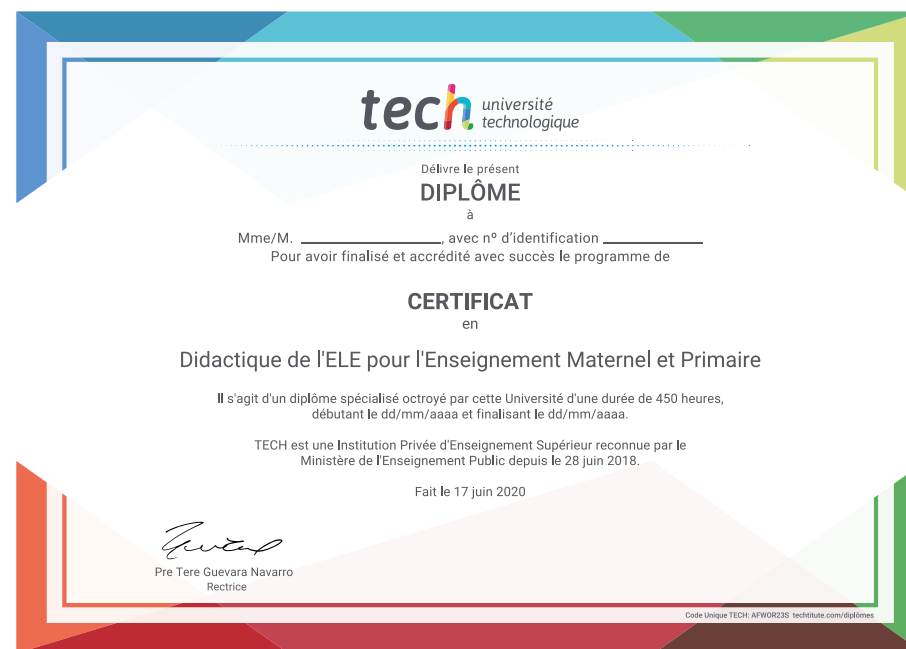 tech université
technologique
Délivre le présent
DIPLÔME
à
Mme/M. ____________________, avec nº d'identification ______________
Pour avoir finalisé et accrédité avec succès le programme de
CERTIFICAT
en
Didactique de l'ELE pour l'Enseignement Maternel et Primaire
Il s'agit d'un diplôme spécialisé octroyé par cette Université d'une durée de 450 heures,
débutant le dd/mm/aaaa et finalisant le dd/mm/aaaa.
TECH est une Institution Privée d'Enseignement Supérieur reconnue par le
Ministère de l'Enseignement Public depuis le 28 juin 2018.
Fait le 17 juin 2020
Pre Tere Guevara Navarro
Rectrice
Code Unique TECH: AFWOR23S techtitute.com/diplômes